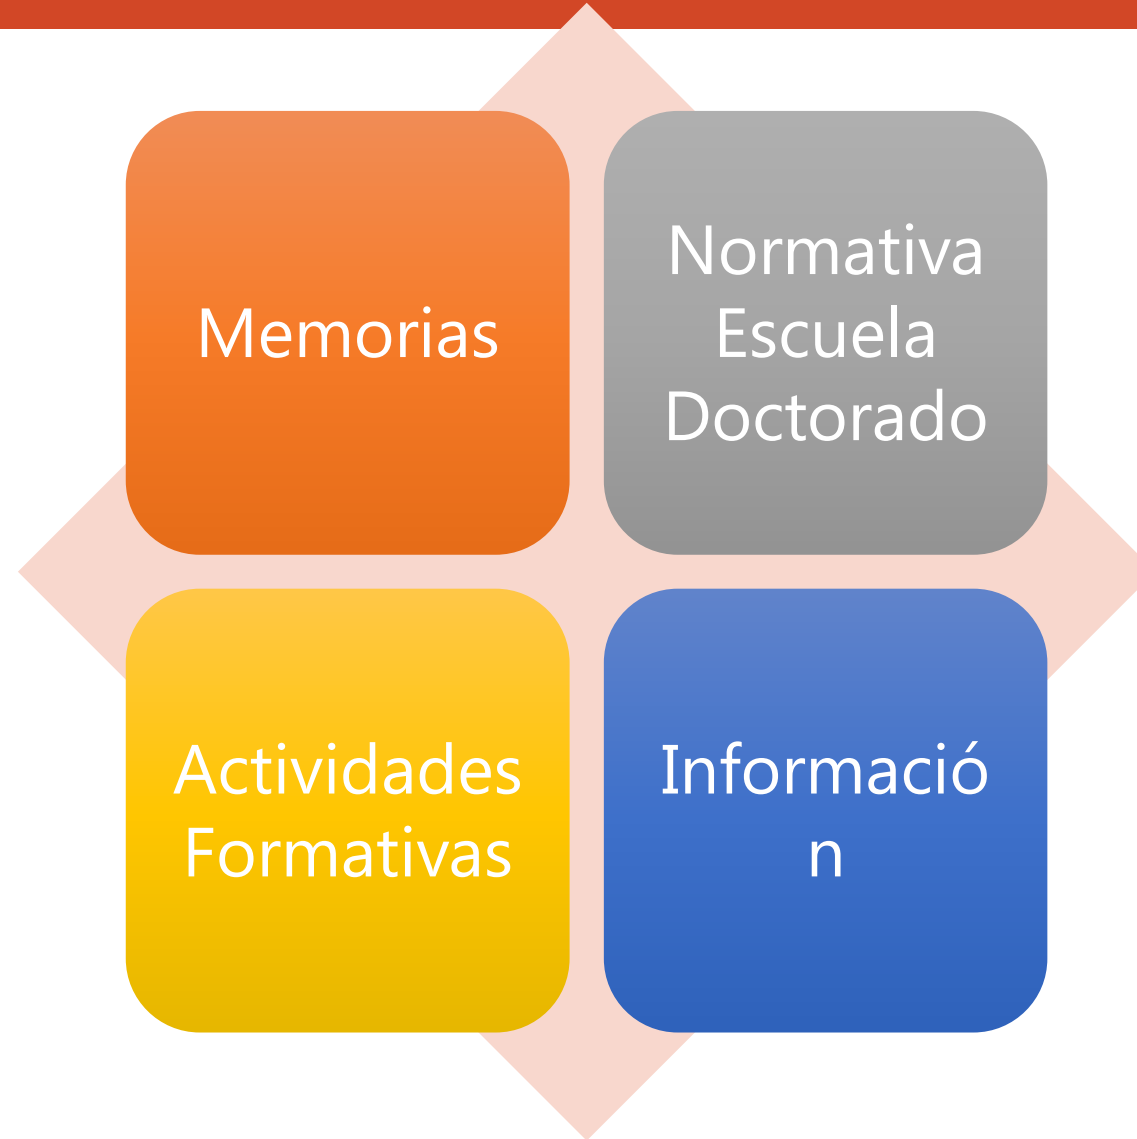 Memorias
Normativa
Escuela
Doctorado
Actividades
Formativas
Informació
n